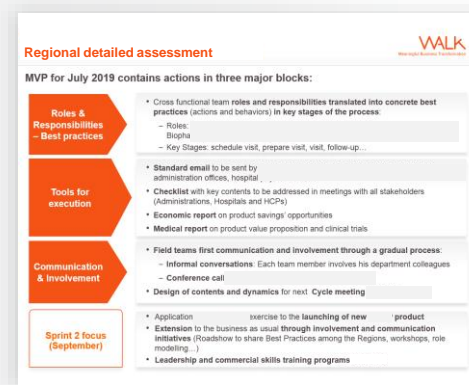 WALK
Meaningful Business Transformation
Regional detailed assessment
MVP for July 2019 contains actions in three major blocks:
Roles &
Responsibilities
– Best practices
• Cross functional team roles and responsibilities translated into concrete best
practices (actions and behaviors) in key stages of the process:
– Roles:
Biopha
– Key Stages: schedule visit, prepare visit, visit, follow-up…
Tools for
execution
• Standard email to be sent by
administration offices, hospital
• Checklist with key contents to be addressed in meetings with all stakeholders
(Administrations, Hospitals and HCPs)
• Economic report on product savings' opportunities
• Medical report on product value proposition and clinical trials
Communication
& Involvement
• Field teams first communication and involvement through a gradual process:
– Informal conversations: Each team member involves his department colleagues
– Conference call
• Design of contents and dynamics for next Cycle meeting
Sprint 2 focus
(September)
• Application exercise to the launching of new product
• Extension to the business as usual through involvement and communication
initiatives (Roadshow to share Best Practices among the Regions, workshops, role
modelling…)
• Leadership and commercial skills training programs